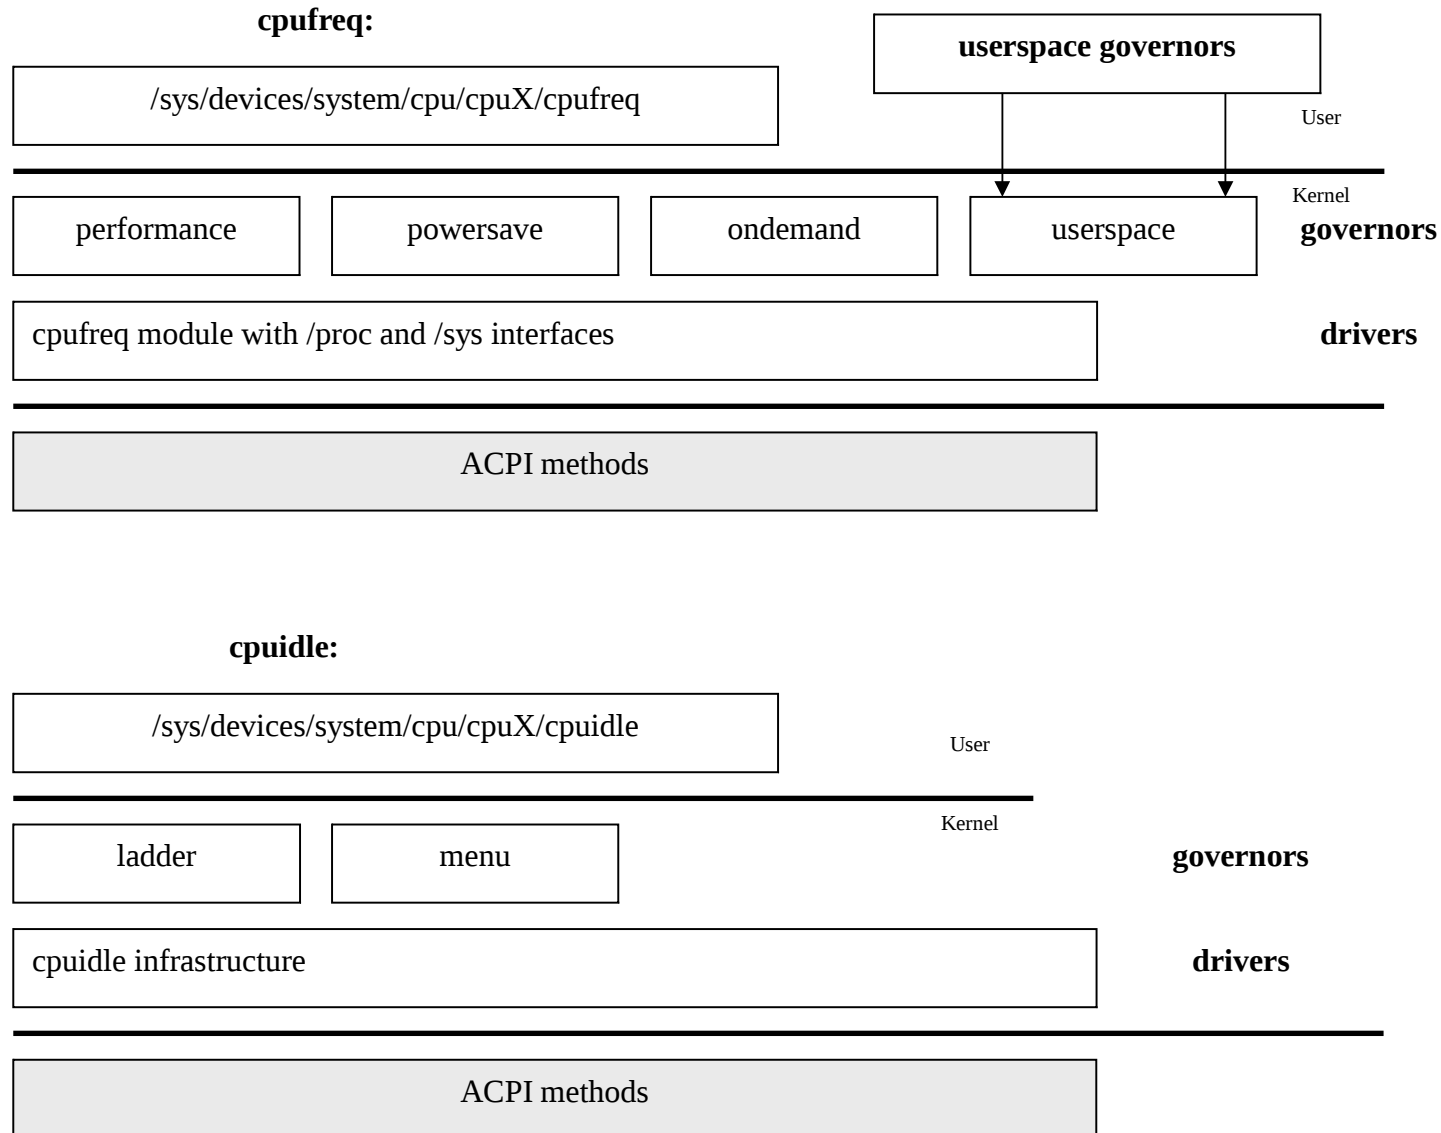 cpufreq:
userspace governors
/sys/devices/system/cpu/cpuX/cpufreq
User
Kernel
performance
powersave
ondemand
userspace
governors
cpufreq module with /proc and /sys interfaces
drivers
ACPI methods
cpuidle:
/sys/devices/system/cpu/cpuX/cpuidle
User
Kernel
ladder
menu
governors
cpuidle infrastructure
drivers
ACPI methods